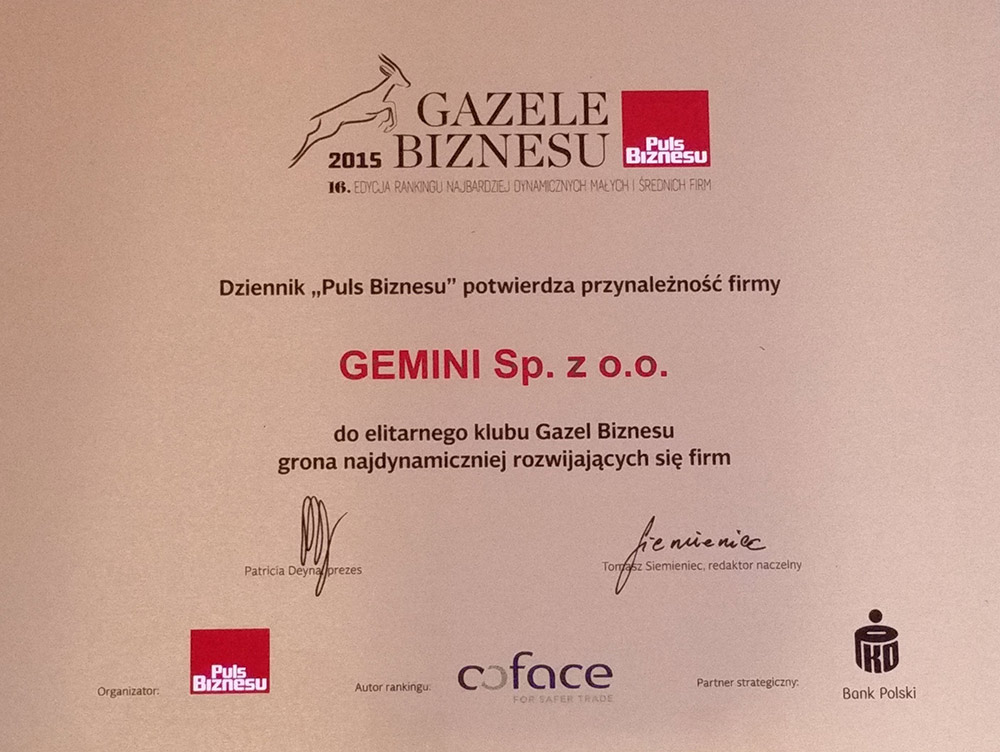 GAZELE
2015 BIZNESU
Puls
Biznesu
16. EDYCJA RANKINGU NAJBARDZIEJ DYNAMICZNYCH MAŁYCH I ŚREDNICH FIRM
Dziennik „Puls Biznesu” potwierdza przynależność firmy
GEMINI Sp. z o.o.
do elitarnego klubu Gazel Biznesu
grona najdynamiczniej rozwijających się firm
Siemieniec
Patricia Deyna, prezes
Tomasz Siemieniec, redaktor naczelny
Organizator:
Puls
Biznesu
Autor rankingu:
coface
FOR SAFER TRADE
Partner strategiczny:
PKO
Bank Polski